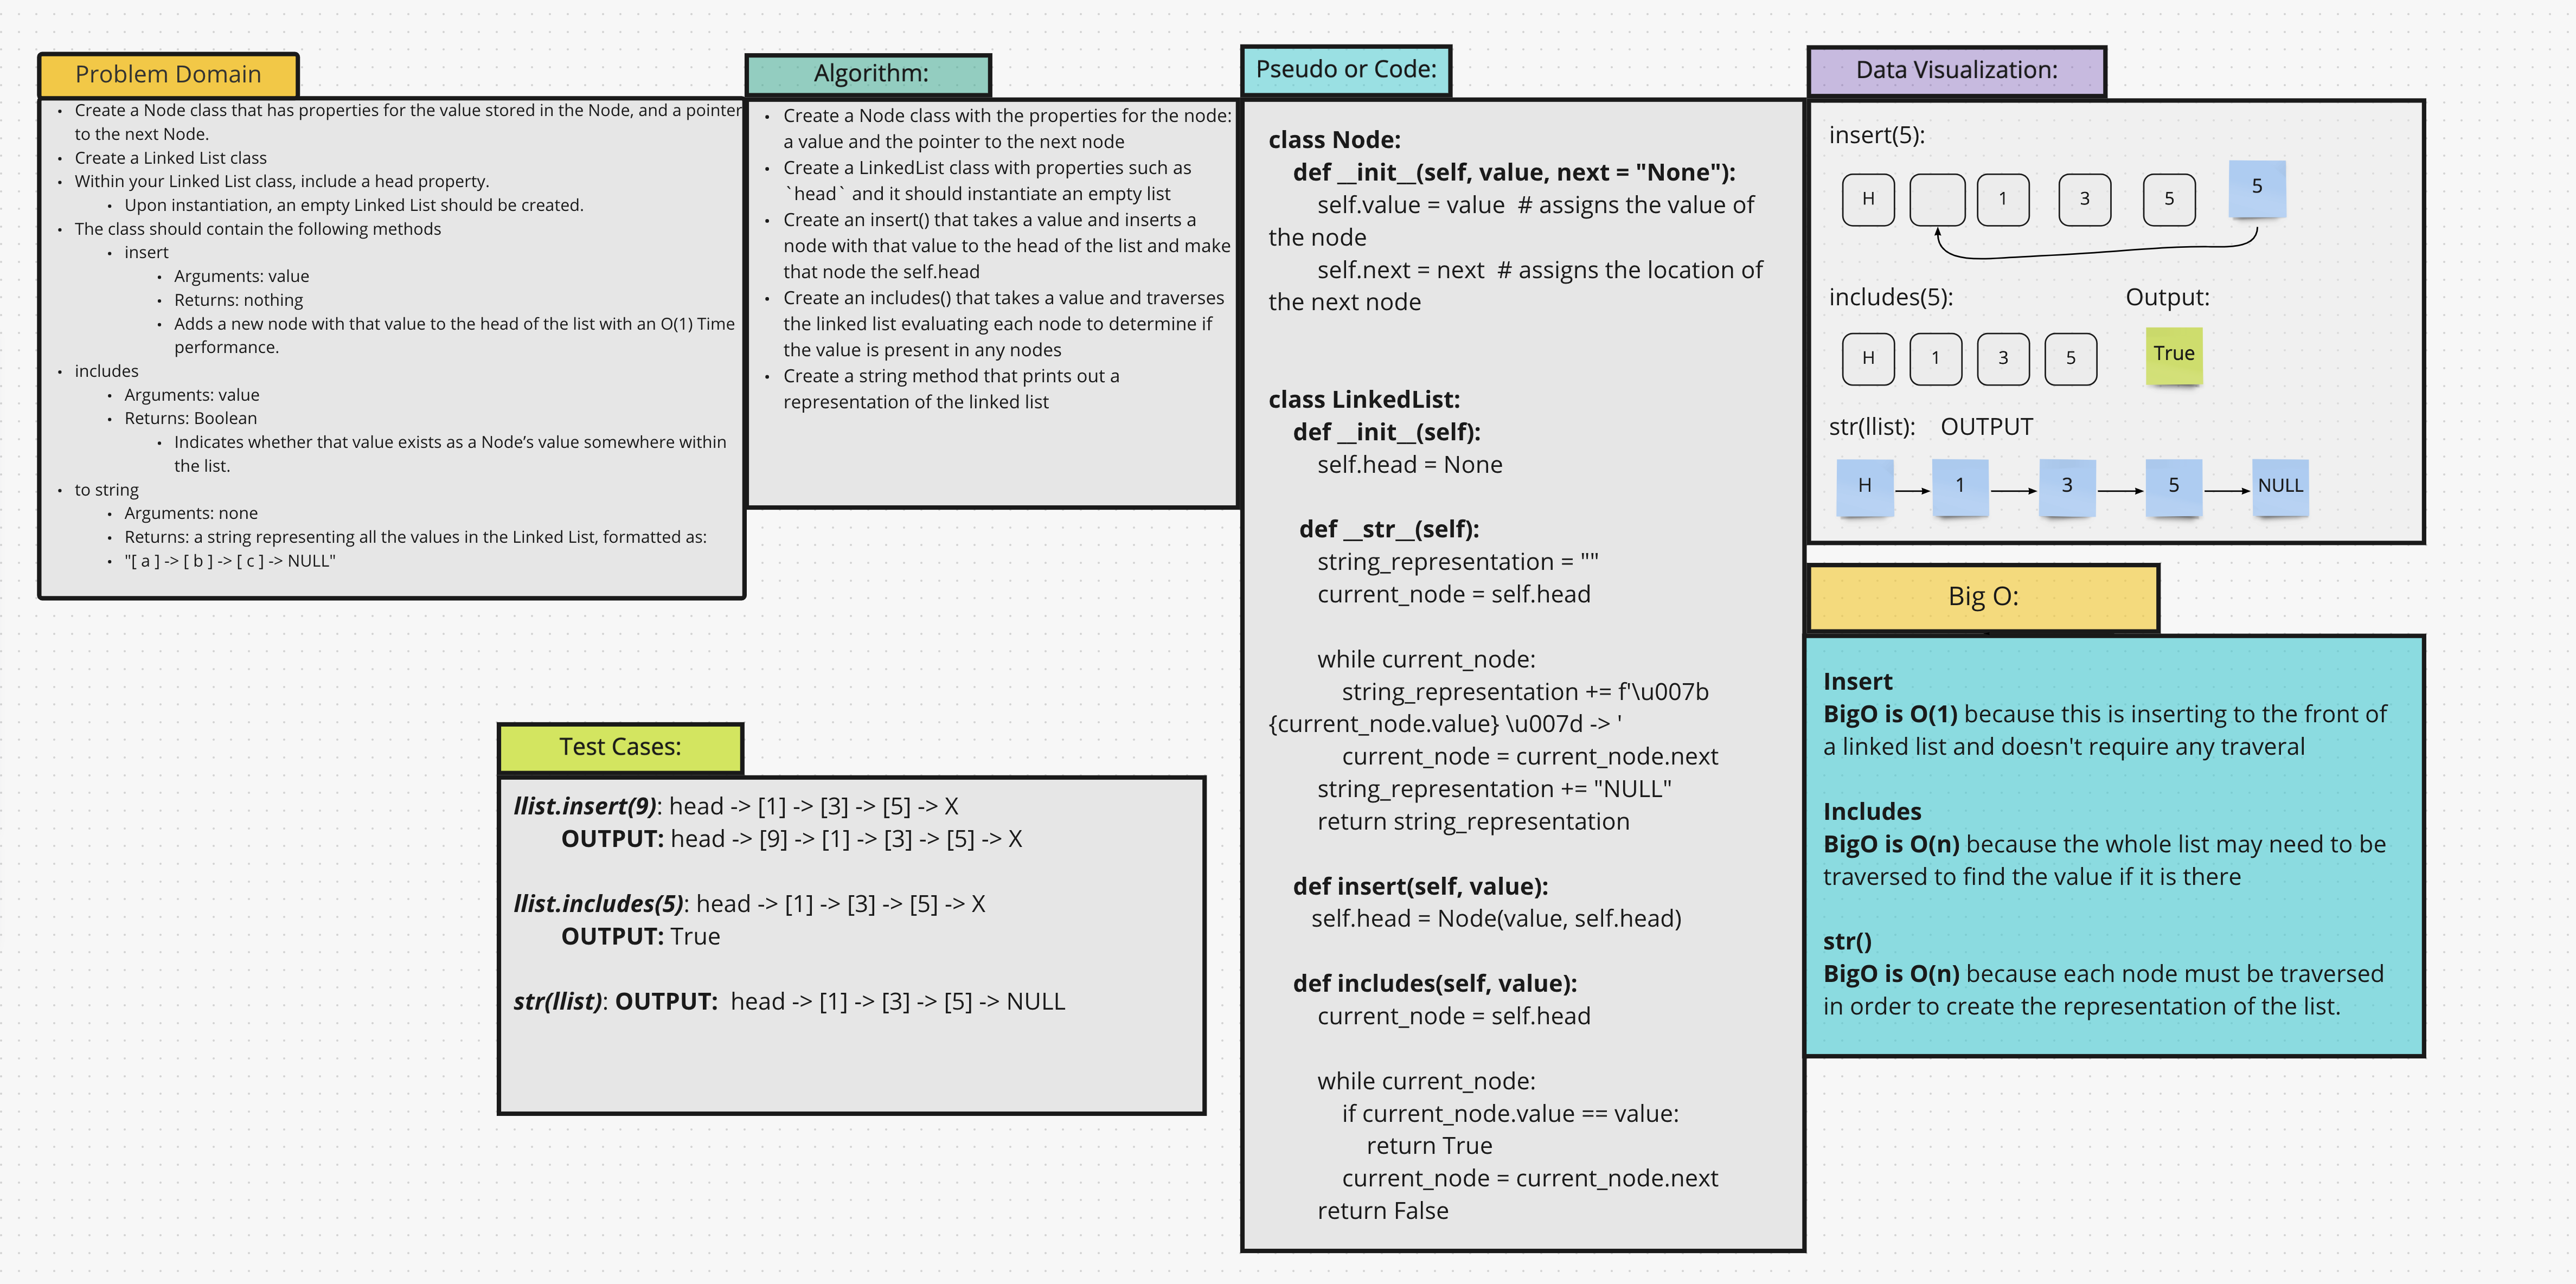 Problem Domain
• Create a Node class that has properties for the value stored in the Node, and a pointer
to the next Node.
• Create a Linked List class
• Within your Linked List class, include a head property.
• Upon instantiation, an empty Linked List should be created.
• The class should contain the following methods
• insert
• Arguments: value
• Returns: nothing
• Adds a new node with that value to the head of the list with an O(1) Time
performance.
• includes
• Arguments: value
• Returns: Boolean
• Indicates whether that value exists as a Node’s value somewhere within
the list.
• to string
• Arguments: none
• Returns: a string representing all the values in the Linked List, formatted as:
• "[ a ] -> [ b ] -> [ c ] -> NULL"
Algorithm:
• Create a Node class with the properties for the node:
a value and the pointer to the next node
• Create a LinkedList class with properties such as
`head` and it should instantiate an empty list
• Create an insert() that takes a value and inserts a
node with that value to the head of the list and make
that node the self.head
• Create an includes() that takes a value and traverses
the linked list evaluating each node to determine if
the value is present in any nodes
• Create a string method that prints out a
representation of the linked list
Test Cases:
llist.insert(9): head -> [1] -> [3] -> [5] -> X
OUTPUT: head -> [9] -> [1] -> [3] -> [5] -> X
llist.includes(5): head -> [1] -> [3] -> [5] -> X
OUTPUT: True
str(llist): OUTPUT: head -> [1] -> [3] -> [5] -> NULL
Pseudo or Code:
class Node:
def __init__(self, value, next = "None"):
self.value = value # assigns the value of
the node
self.next = next # assigns the location of
the next node
class LinkedList:
def __init__(self):
self.head = None
def __str__(self):
string_representation = ""
current_node = self.head
while current_node:
string_representation += f'\u007b
{current_node.value} \u007d -> '
current_node = current_node.next
string_representation += "NULL"
return string_representation
def insert(self, value):
self.head = Node(value, self.head)
def includes(self, value):
current_node = self.head
while current_node:
if current_node.value == value:
return True
current_node = current_node.next
return False
Data Visualization:
insert(5):
H 1 3 5 5
includes(5): Output:
H 1 3 5 True
str(llist): OUTPUT
H 1 3 5 NULL
Big O:
Insert
BigO is O(1) because this is inserting to the front of
a linked list and doesn't require any traveral
Includes
BigO is O(n) because the whole list may need to be
traversed to find the value if it is there
str()
BigO is O(n) because each node must be traversed
in order to create the representation of the list.